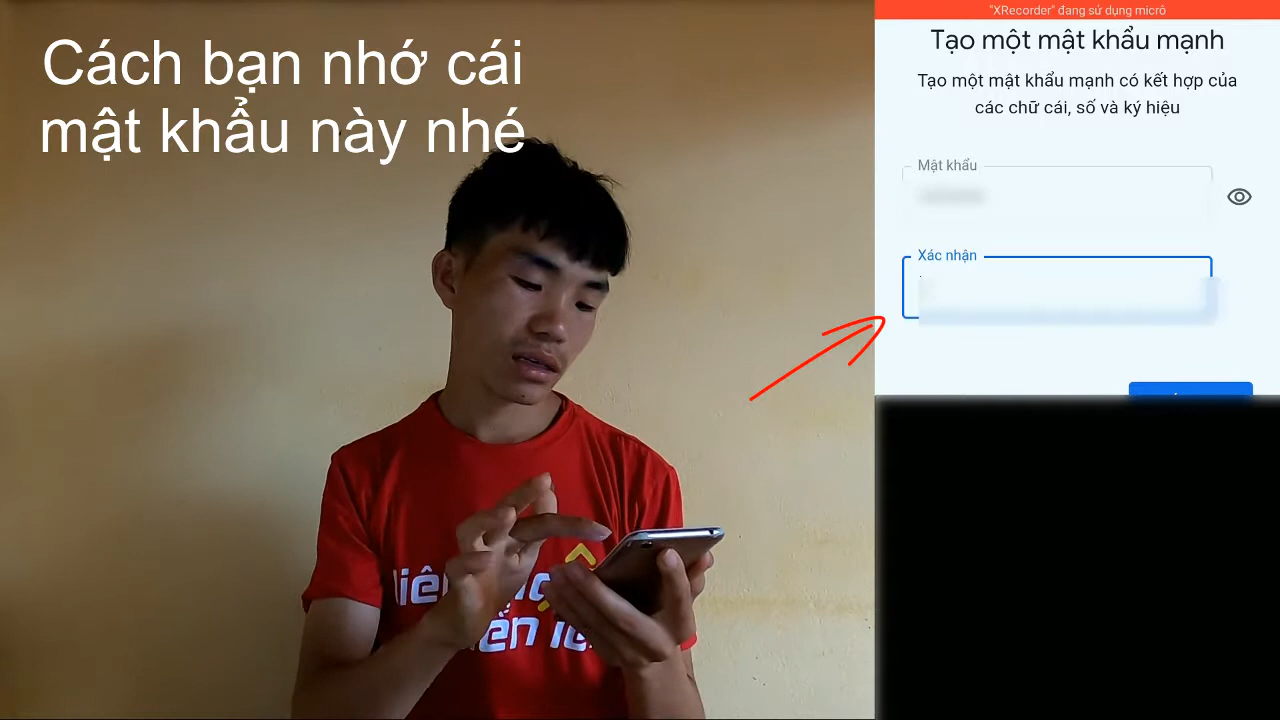 Cách bạn nhớ cái
mật khẩu này nhé
"XRecorder" đang sử dụng micrô
Tạo một mật khẩu mạnh
Tạo một mật khẩu mạnh có kết hợp của
các chữ cái, số và ký hiệu
Mật khẩu
Xác nhận